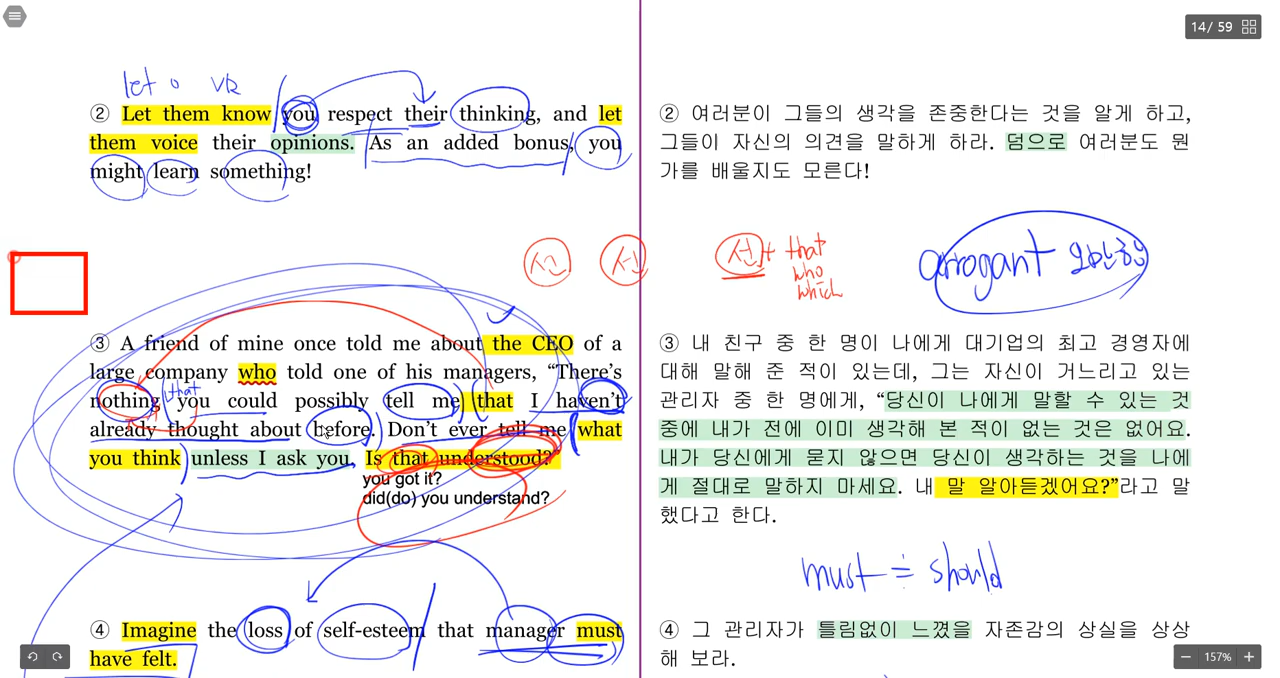 14/ 59
let o VR
② Let them know you respect their thinking, and let
them voice their opinions. As an added bonus, you
might learn something!
② 여러분이 그들의 생각을 존중한다는 것을 알게 하고,
그들이 자신의 의견을 말하게 하라. 덤으로 여러분도 뭔
가를 배울지도 모른다!
선 선
선 + that
who
which
arrogant 오만한
③ A friend of mine once told me about the CEO of a
large company who told one of his managers, “There’s
that
nothing you could possibly tell me that I haven’t
already thought about before. Don’t ever tell me what
you think unless I ask you. Is that understood?”
you got it?
did(do) you understand?
③ 내 친구 중 한 명이 나에게 대기업의 최고 경영자에
대해 말해 준 적이 있는데, 그는 자신이 거느리고 있는
관리자 중 한 명에게, “당신이 나에게 말할 수 있는 것
중에 내가 전에 이미 생각해 본 적이 없는 것은 없어요.
내가 당신에게 묻지 않으면 당신이 생각하는 것을 나에
게 절대로 말하지 마세요. 내 말 알아듣겠어요?”라고 말
했다고 한다.
must = should
④ Imagine the loss of self-esteem that manager must
have felt.
④ 그 관리자가 틀림없이 느꼈을 자존감의 상실을 상상
해 보라.
157%